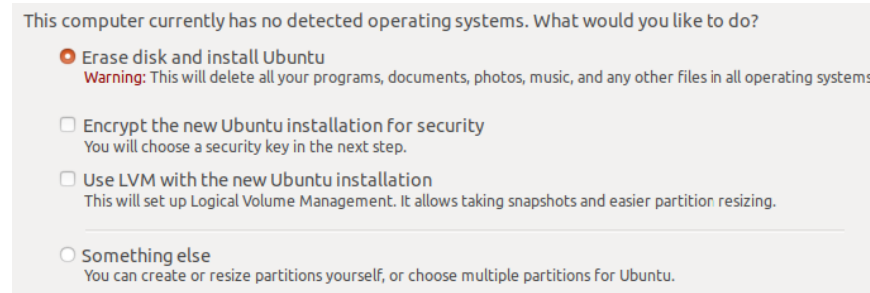 This computer currently has no detected operating systems. What would you like to do?
Erase disk and install Ubuntu
Warning: This will delete all your programs, documents, photos, music, and any other files in all operating systems
Encrypt the new Ubuntu installation for security
You will choose a security key in the next step.
Use LVM with the new Ubuntu installation
This will set up Logical Volume Management. It allows taking snapshots and easier partition resizing.
Something else
You can create or resize partitions yourself, or choose multiple partitions for Ubuntu.